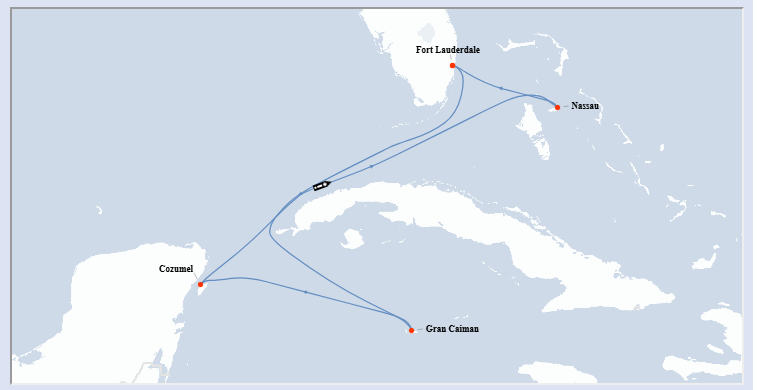 Fort Lauderdale
Nassau
Cozumel
Gran Caiman